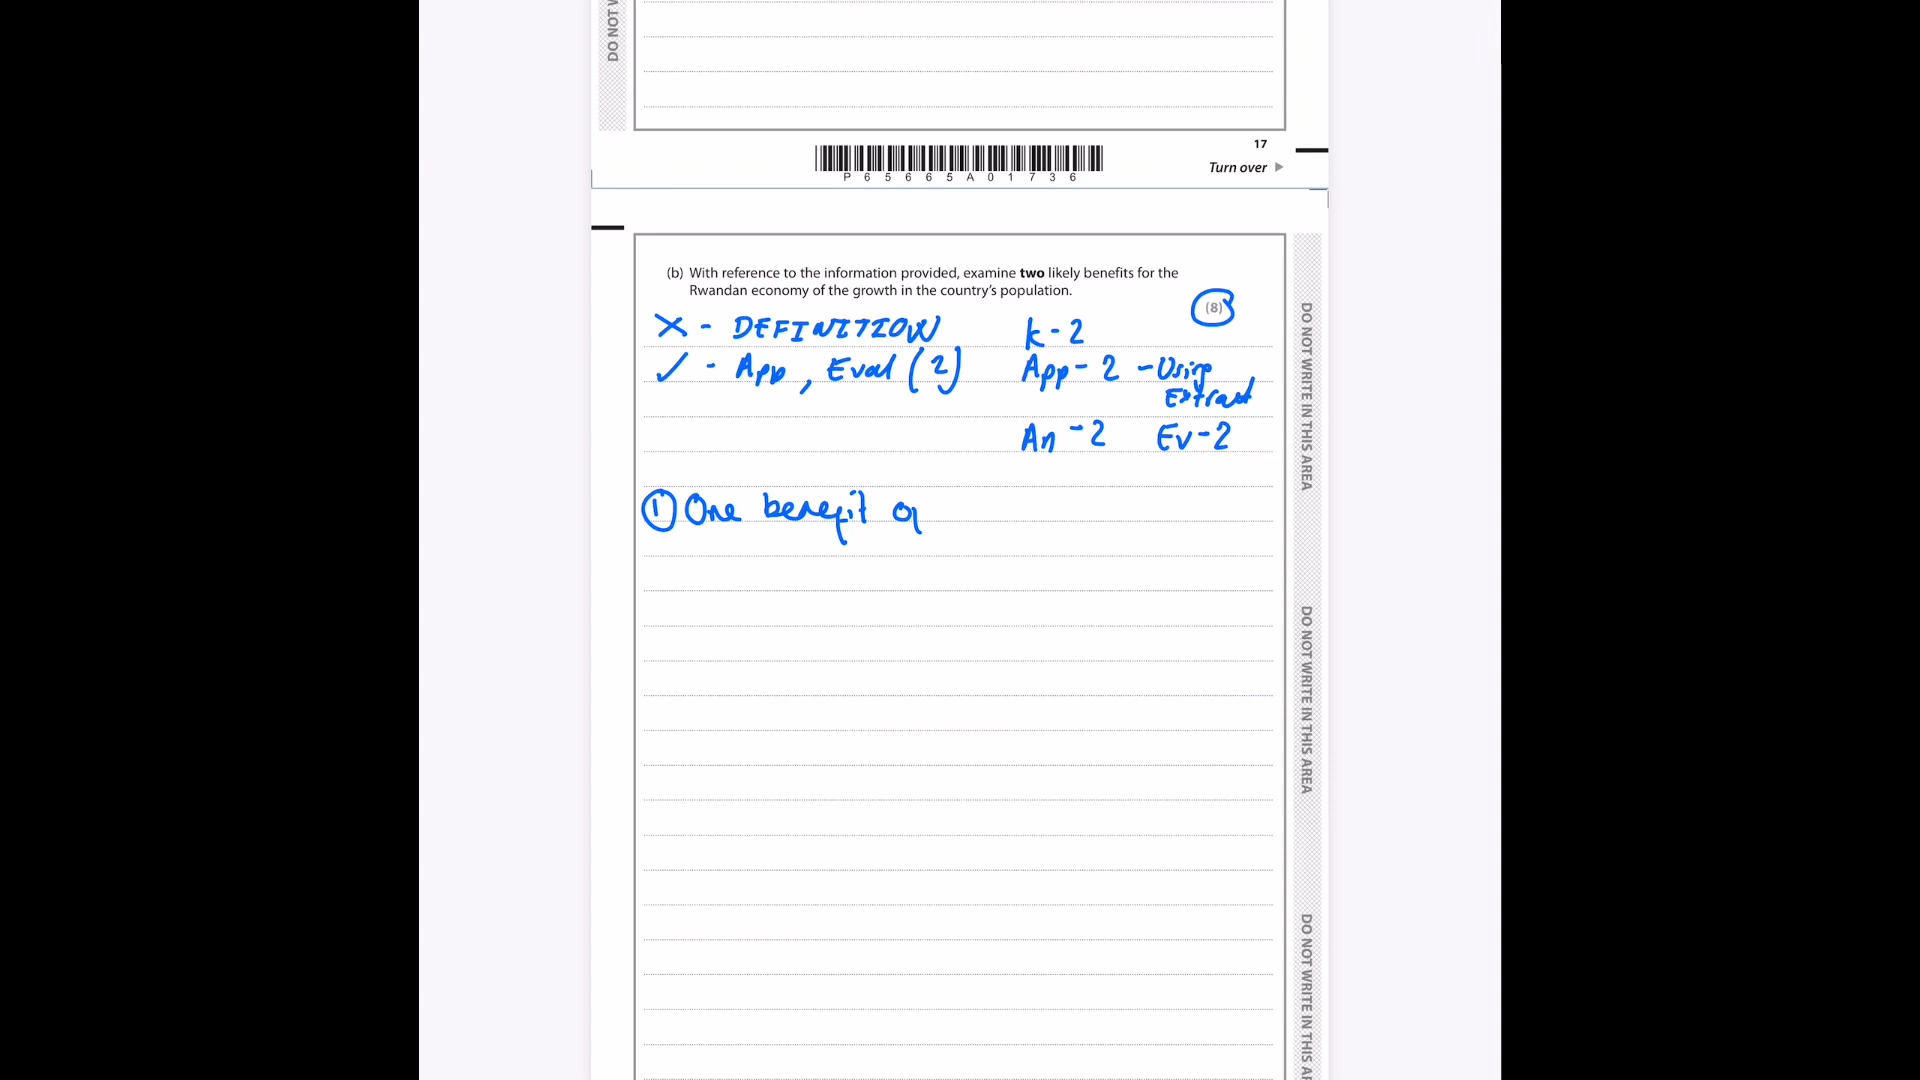 DO NOT W
17
P 6 5 6 6 5 A 0 1 7 3 6
Turn over
(b) With reference to the information provided, examine two likely benefits for the
Rwandan economy of the growth in the country's population.
(8)
X - DEFINITION
✓ - App, Eval (2)
K - 2
App - 2 - Using
Extract
An - 2 Ev - 2
① One benefit of
DO NOT WRITE IN THIS AREA
DO NOT WRITE IN THIS AREA
DO NOT WRITE IN THIS AR